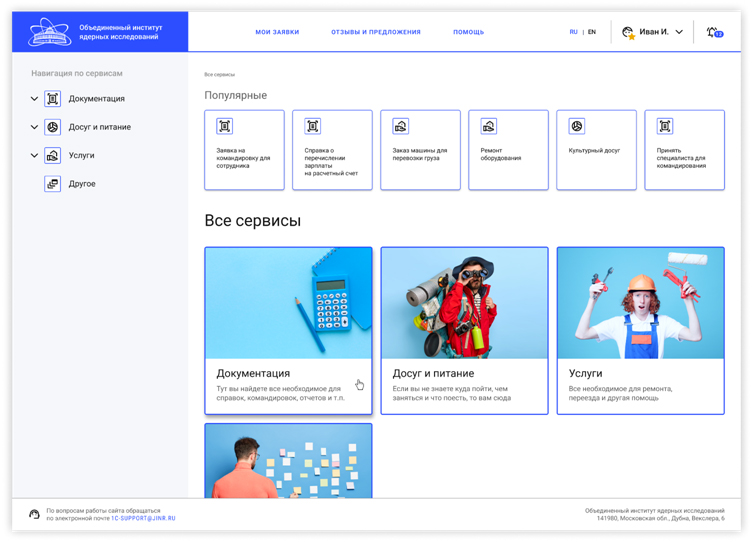 Объединенный институт
ядерных исследований
МОИ ЗАЯВКИ
ОТЗЫВЫ И ПРЕДЛОЖЕНИЯ
ПОМОЩЬ
RU | EN
Иван И.
12
Навигация по сервисам
Документация
Досуг и питание
Услуги
Другое
Все сервисы
Популярные
Заявка на
командировку для
сотрудника
Справка о
перечислении
зарплаты
на расчетный счет
Заказ машины для
перевозки груза
Ремонт
оборудования
Культурный досуг
Принять
специалиста для
командирования
Все сервисы
Документация
Тут вы найдете все необходимое для
справок, командировок, отчетов и т.п.
Досуг и питание
Если вы не знаете куда пойти, чем
заняться и что поесть, то вам сюда
Услуги
Все необходимое для ремонта,
переезда и другая помощь
По вопросам работы сайта обращаться
по электронной почте 1C-SUPPORT@JINR.RU
Объединенный институт ядерных исследований
141980, Московская обл., Дубна, Векслера, 6